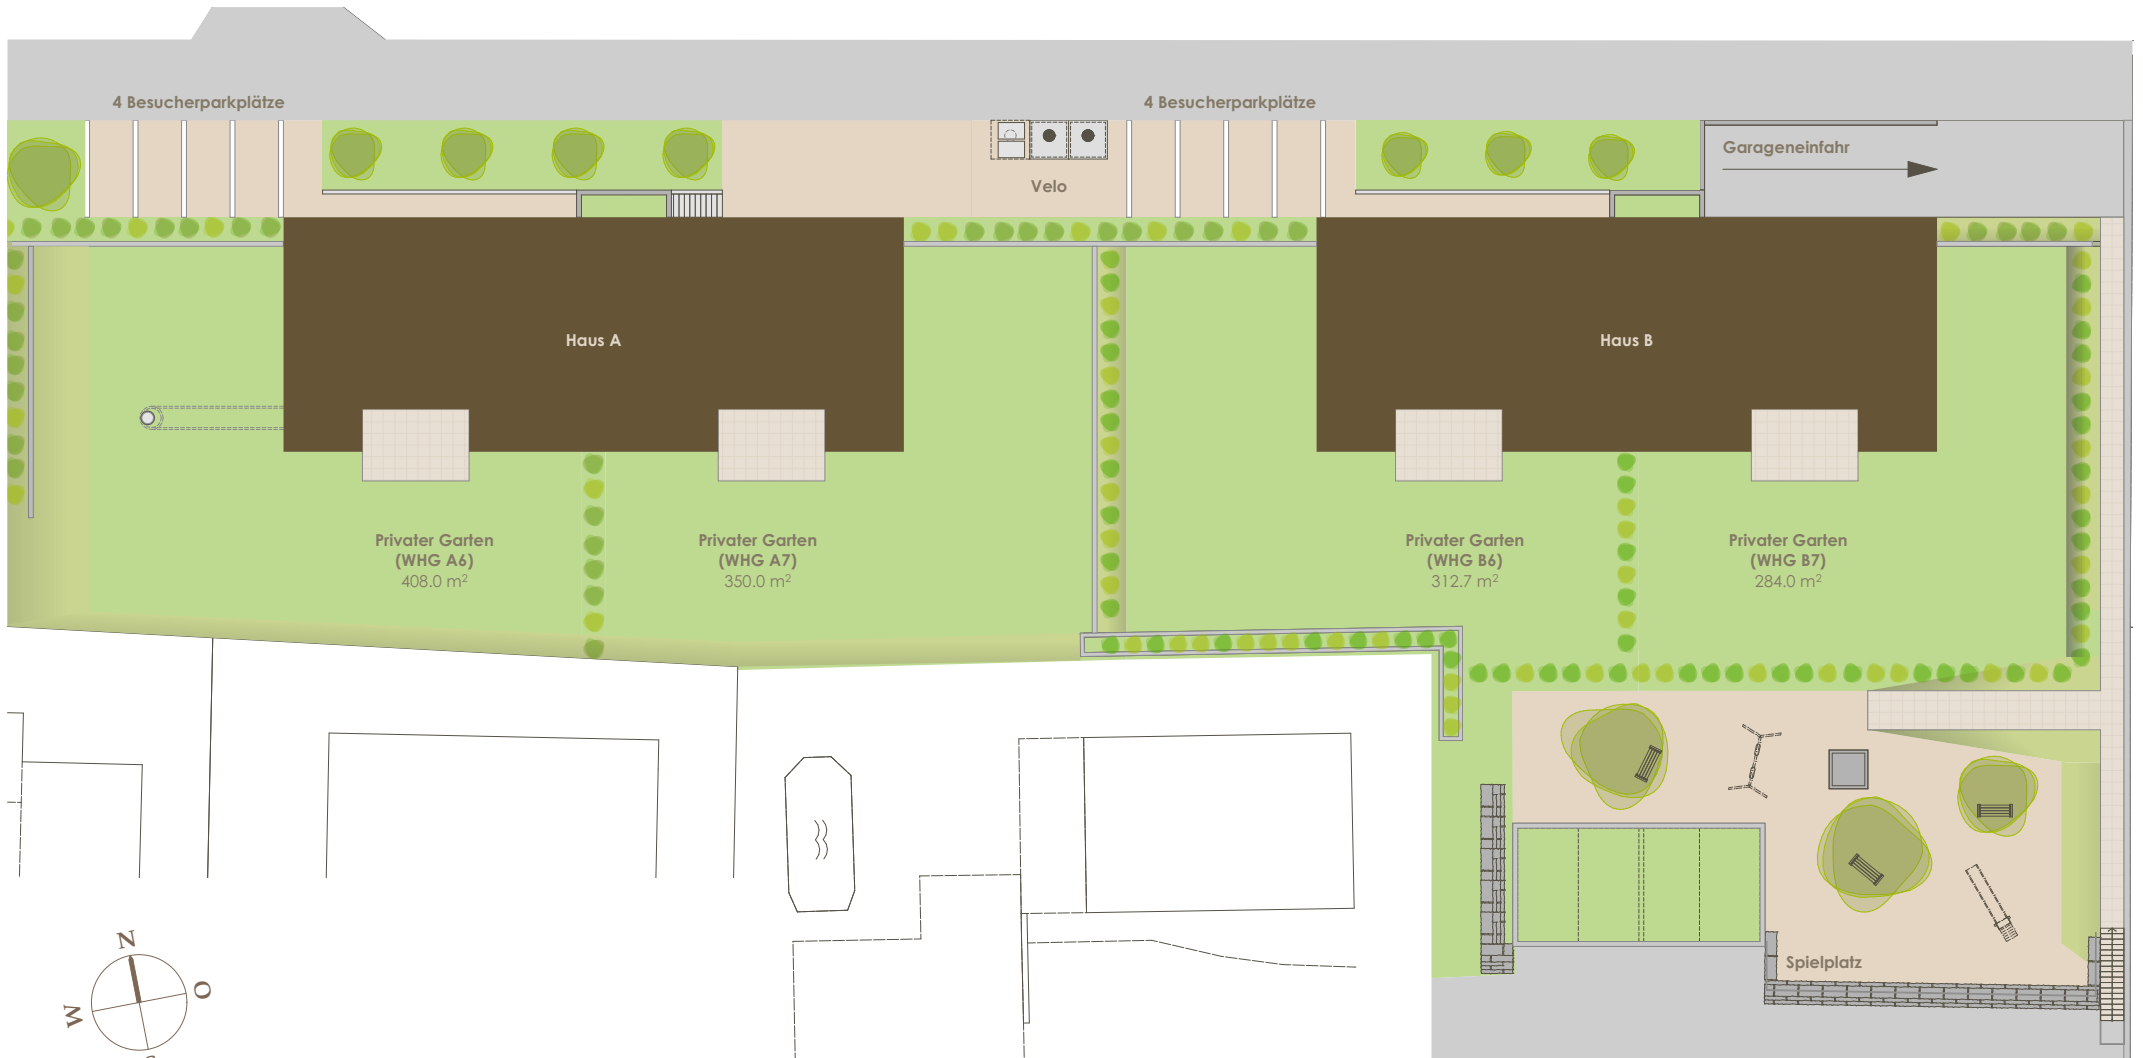 4 Besucherparkplätze
4 Besucherparkplätze
Garageneinfahr
Velo
Haus A
Haus B
Privater Garten
(WHG A6)
408.0 m²
Privater Garten
(WHG A7)
350.0 m²
Privater Garten
(WHG B6)
312.7 m²
Privater Garten
(WHG B7)
284.0 m²
Spielplatz
N
O
W